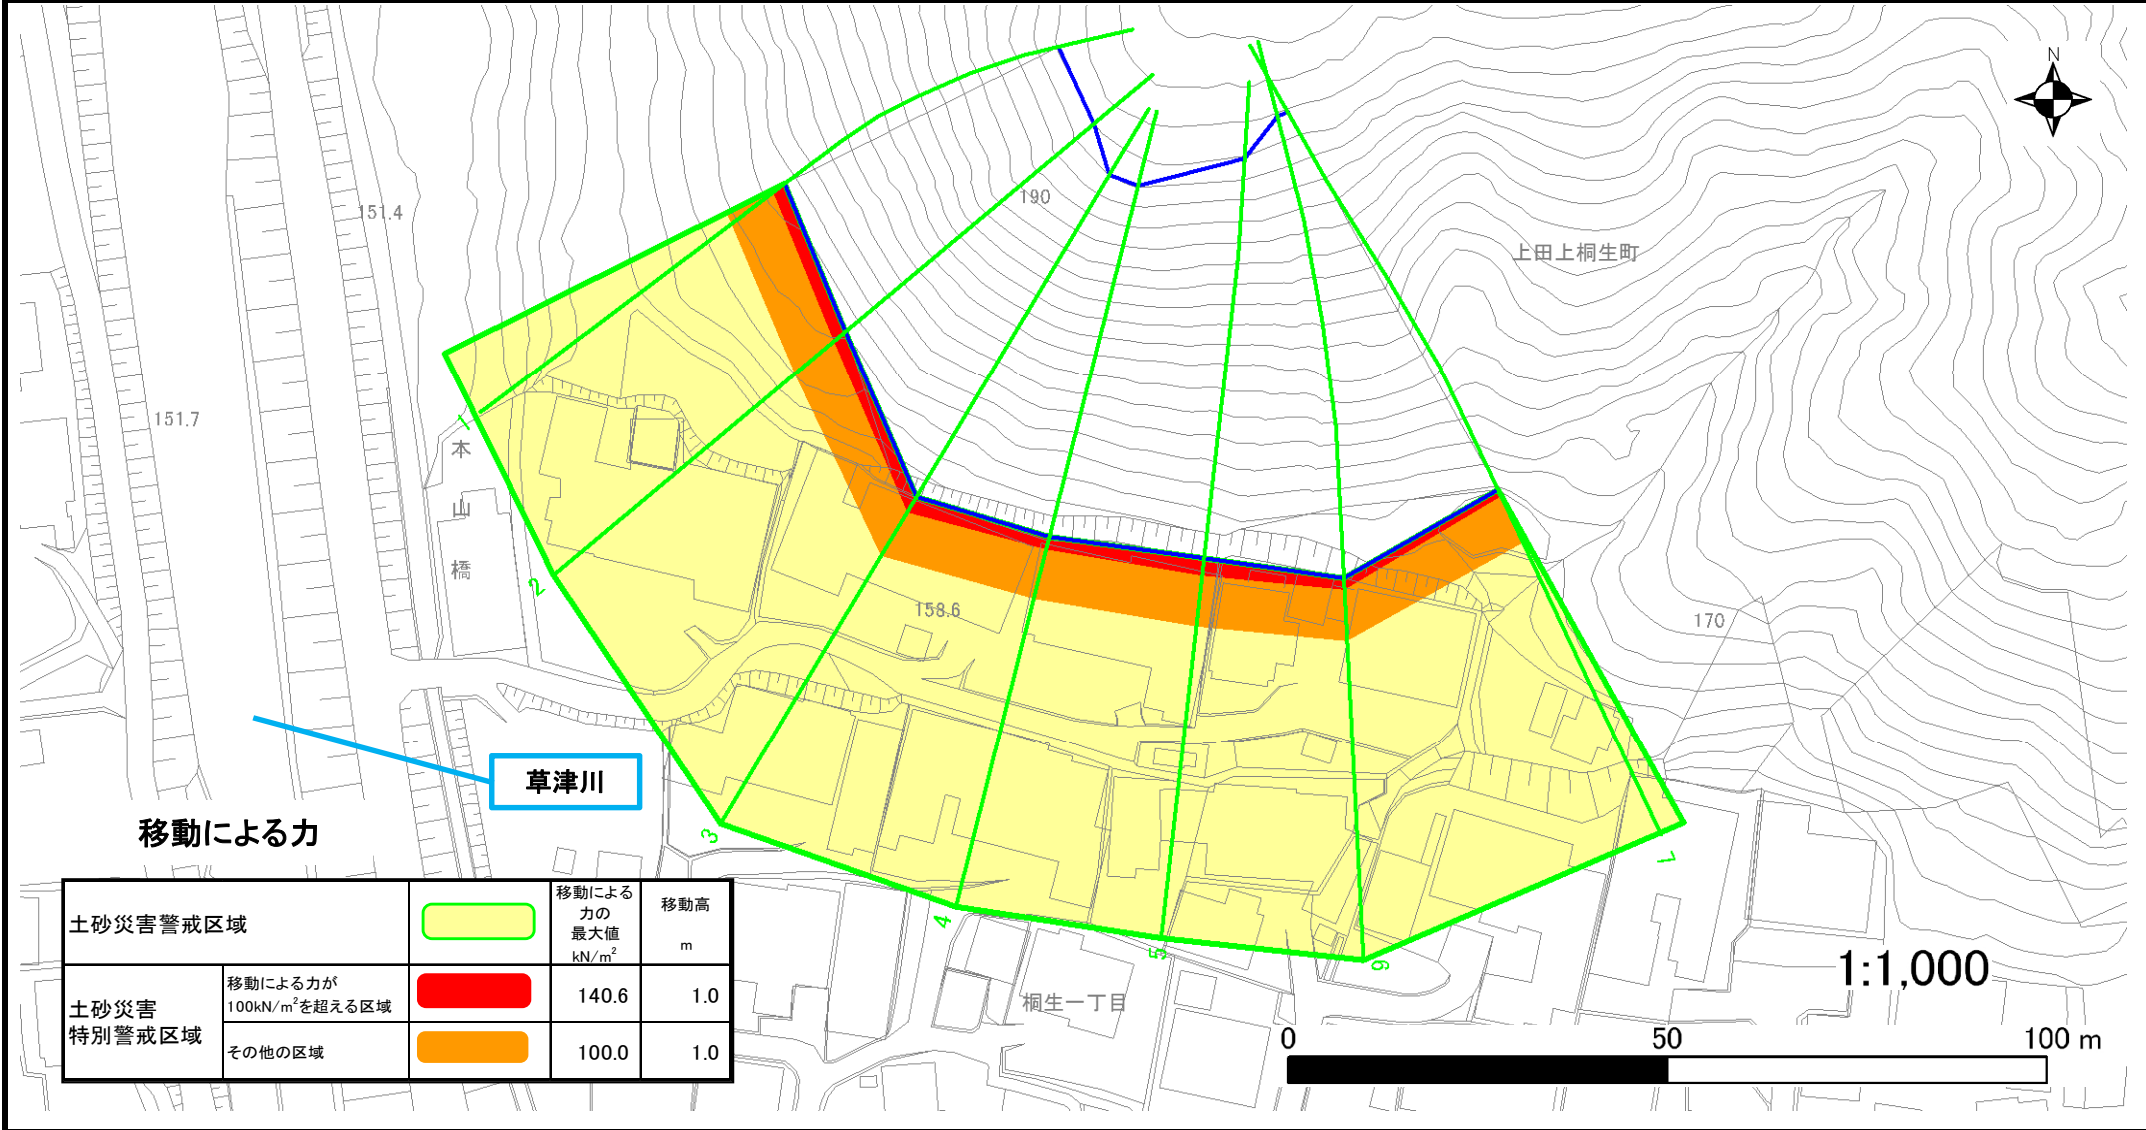 N
151.4
190
上田上桐生町
151.7
1
本
山
橋
2
158.6
170
草津川
移動による力
3
4
5
6
7
土砂災害警戒区域
移動による
力の
最大値
kN/m²
移動高
m
土砂災害
特別警戒区域
移動による力が
100kN/m²を超える区域
140.6
1.0
その他の区域
100.0
1.0
桐生一丁目
1:1,000
0
50
100 m